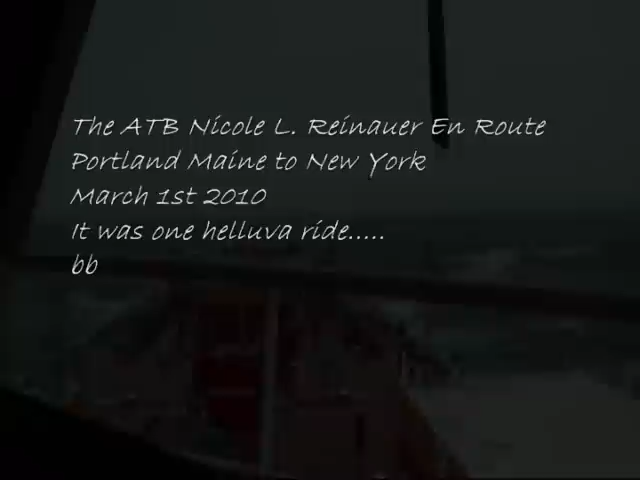 The ATB Nicole L. Reinauer En Route
Portland Maine to New York
March 1st 2010
It was one helluva ride.....
bb